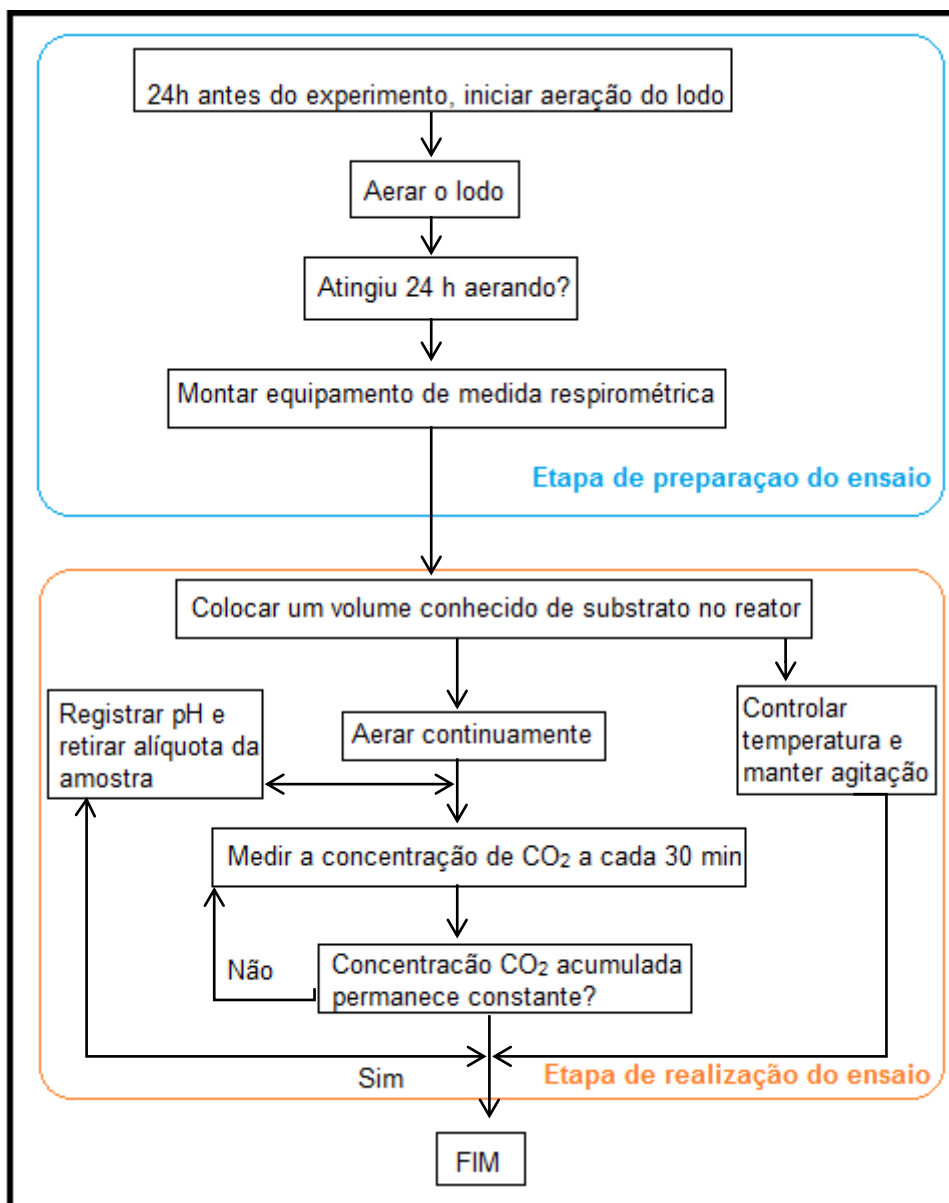 24h antes do experimento, iniciar aeração do lodo
Aerar o lodo
Atingiu 24 h aerando?
Montar equipamento de medida respirométrica
Etapa de preparaçao do ensaio
Colocar um volume conhecido de substrato no reator
Registrar pH e
retirar alíquota da
amostra
Aerar continuamente
Controlar
temperatura e
manter agitação
Medir a concentração de CO₂ a cada 30 min
Não
Concentracão CO₂ acumulada
permanece constante?
Sim
Etapa de realização do ensaio
FIM